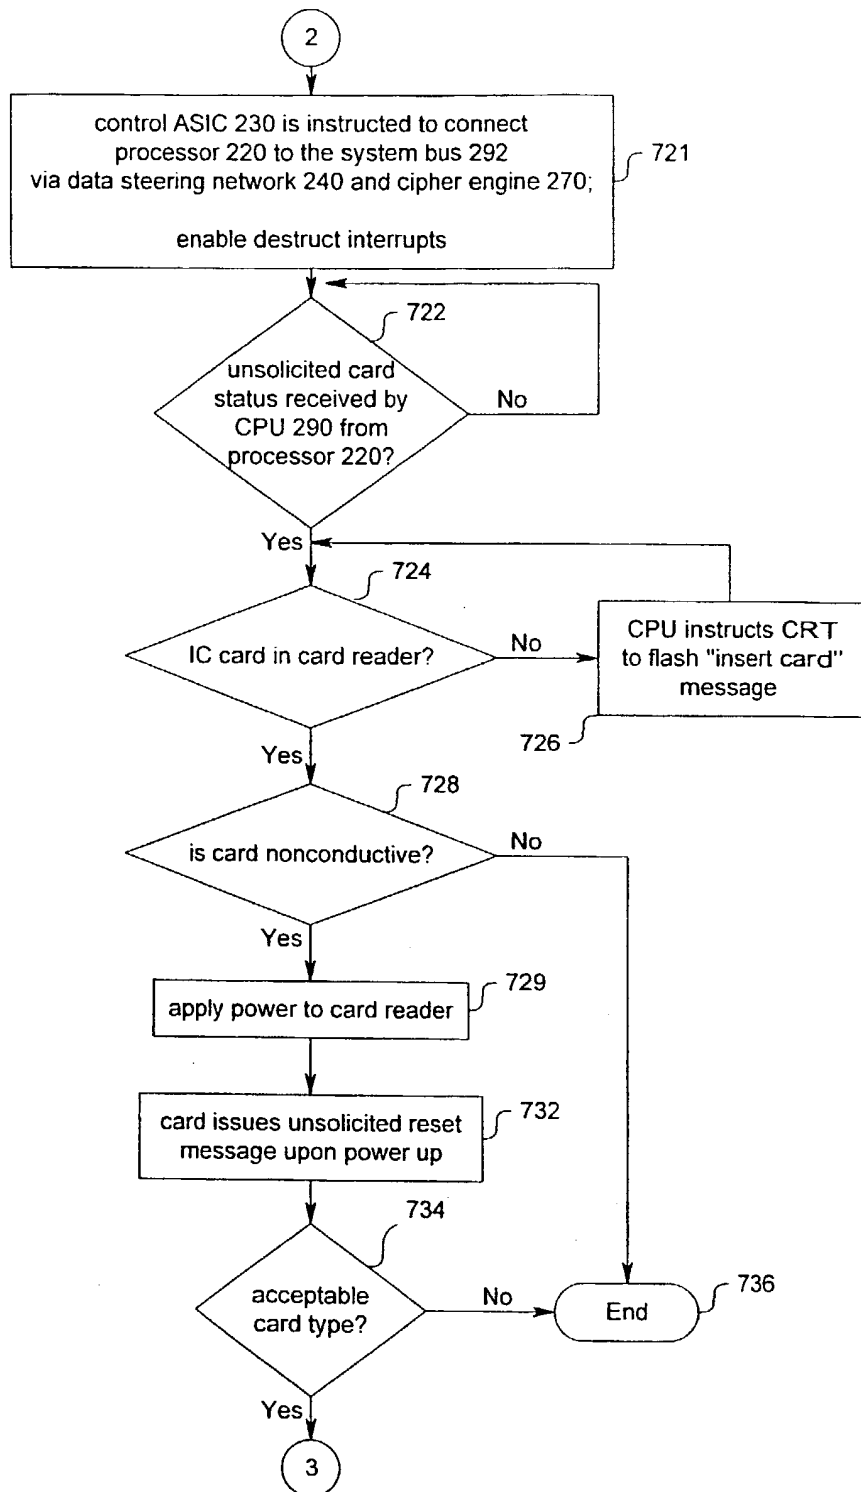 2
control ASIC 230 is instructed to connect
processor 220 to the system bus 292
via data steering network 240 and cipher engine 270;
enable destruct interrupts
721
722
unsolicited card
status received by
CPU 290 from
processor 220?
No
Yes
724
IC card in card reader?
No
CPU instructs CRT
to flash "insert card"
message
726
Yes
728
is card nonconductive?
No
Yes
729
apply power to card reader
732
card issues unsolicited reset
message upon power up
734
acceptable
card type?
No
End
736
Yes
3